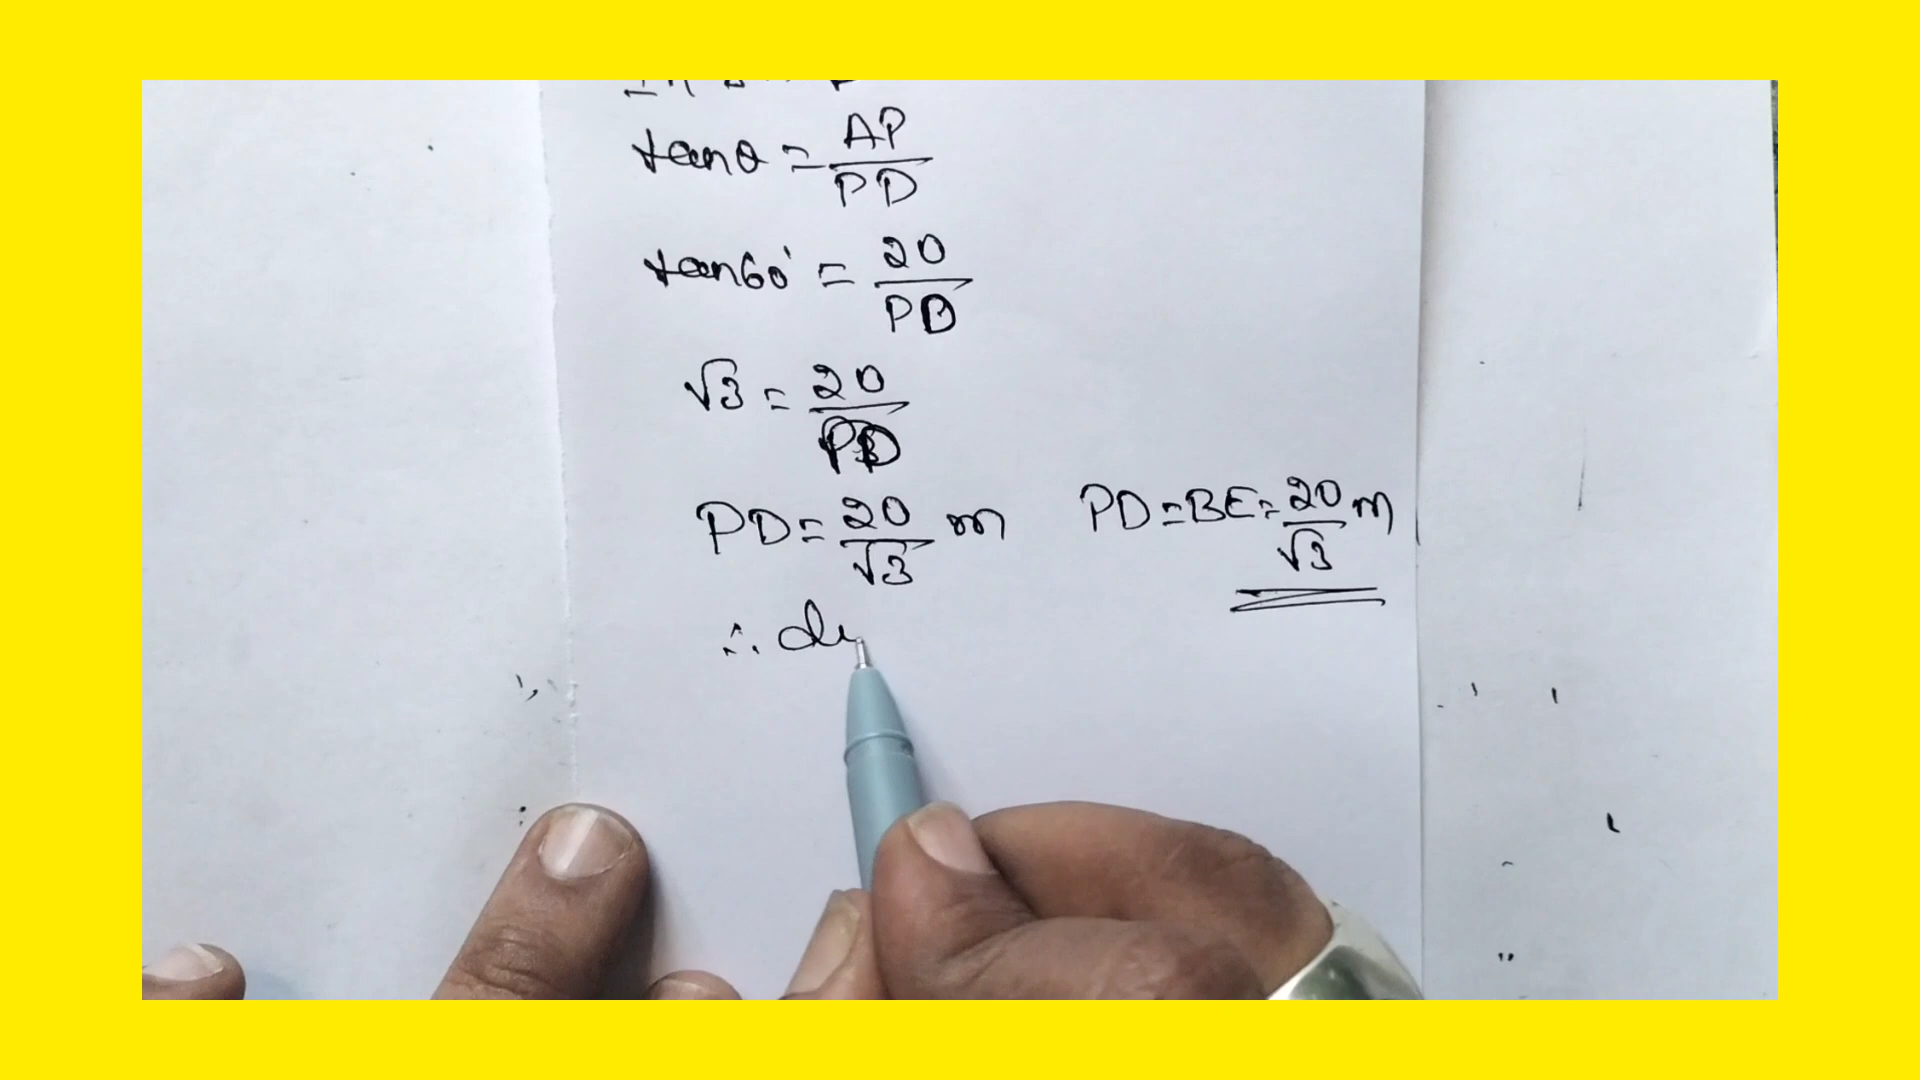 tanθ = AP/PD
tan60° = 20/PD
√3 = 20/PD
PD = 20/√3 m
PD = BE = 20/√3 m
∴